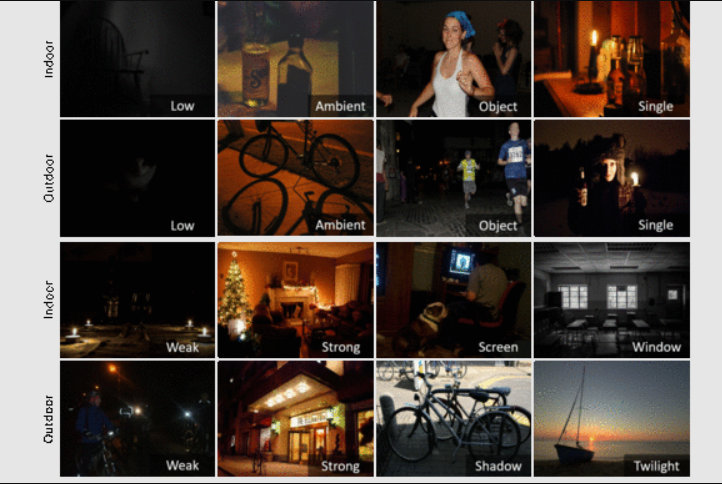 Indoor
Low
Ambient
Object
Single
Outdoor
Low
Ambient
Object
Single
Indoor
Weak
Strong
Screen
Window
Outdoor
Weak
Strong
Shadow
Twilight